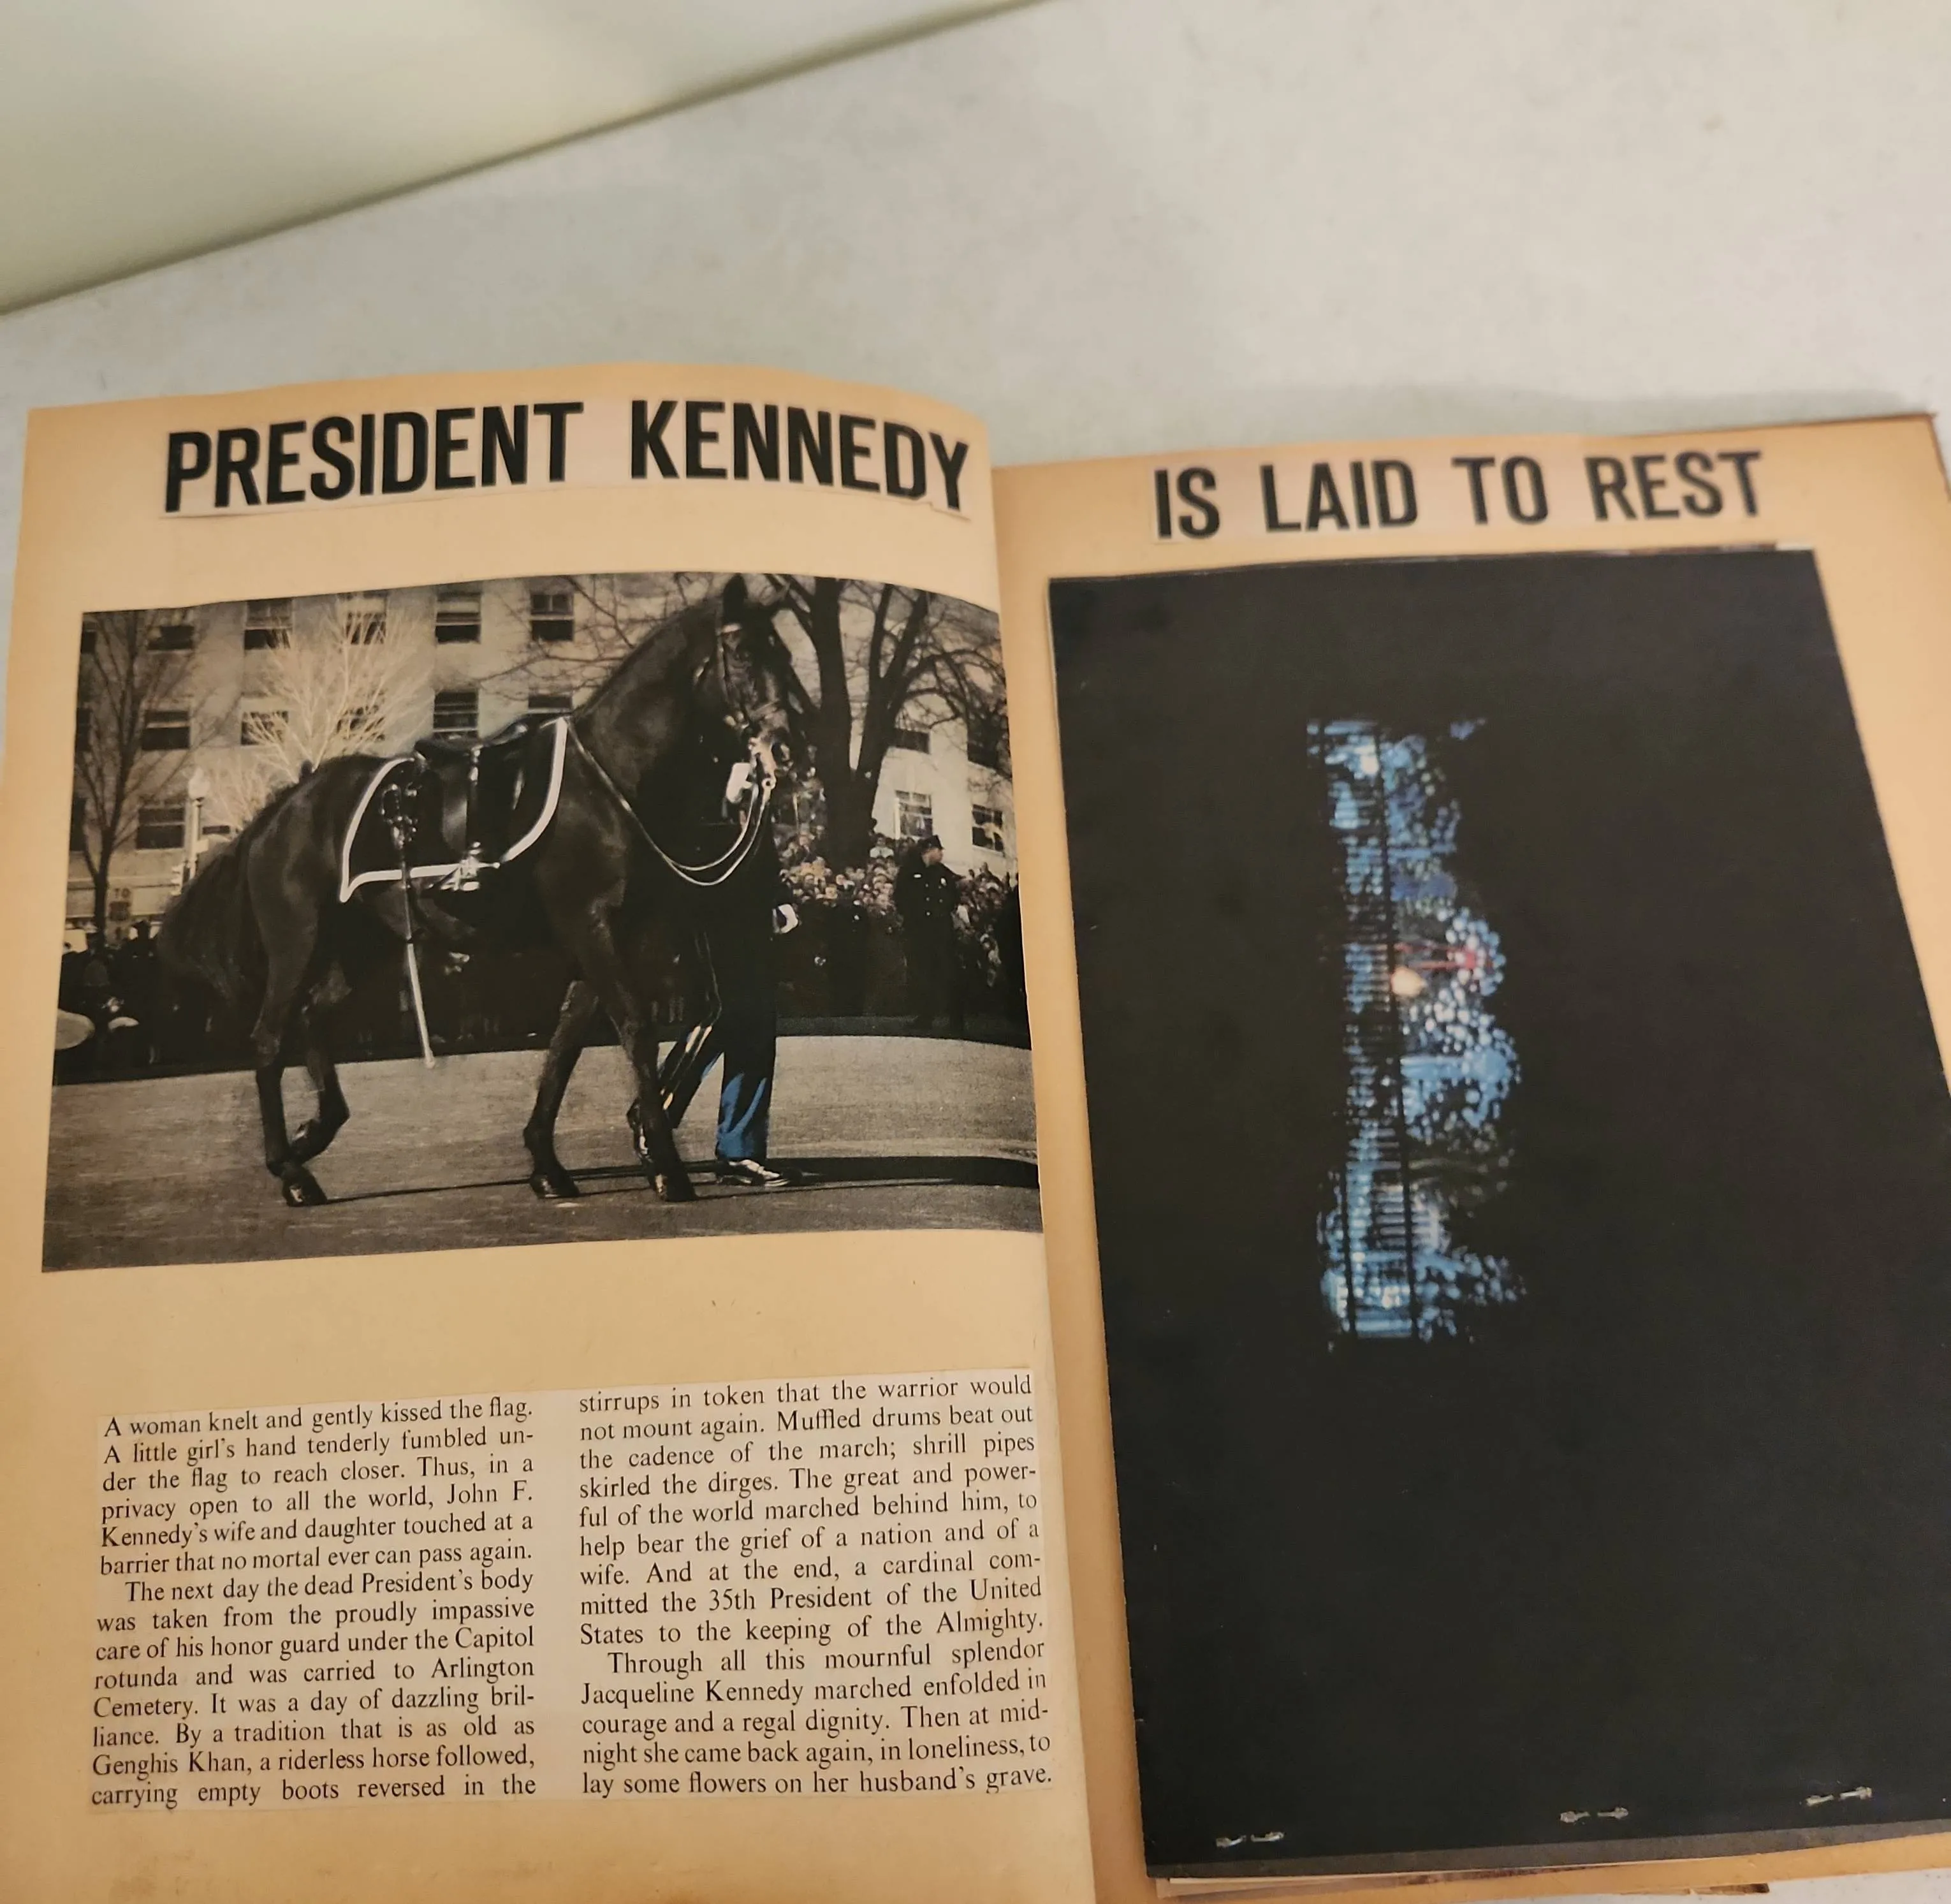 PRESIDENT KENNEDY
IS LAID TO REST
TO
A woman knelt and gently kissed the flag.
A little girl's hand tenderly fumbled un-
der the flag to reach closer. Thus, in a
privacy open to all the world, John F.
Kennedy's wife and daughter touched at a
barrier that no mortal ever can pass again.
The next day the dead President's body
was taken from the proudly impassive
care of his honor guard under the Capitol
rotunda and was carried to Arlington
Cemetery. It was a day of dazzling bril-
liance. By a tradition that is as old as
Genghis Khan, a riderless horse followed,
carrying empty boots reversed in the
stirrups in token that the warrior would
not mount again. Muffled drums beat out
the cadence of the march; shrill pipes
skirled the dirges. The great and power-
ful of the world marched behind him, to
help bear the grief of a nation and of a
wife. And at the end, a cardinal com-
mitted the 35th President of the United
States to the keeping of the Almighty.
Through all this mournful splendor
Jacqueline Kennedy marched enfolded in
courage and a regal dignity. Then at mid-
night she came back again, in loneliness, to
lay some flowers on her husband's grave.